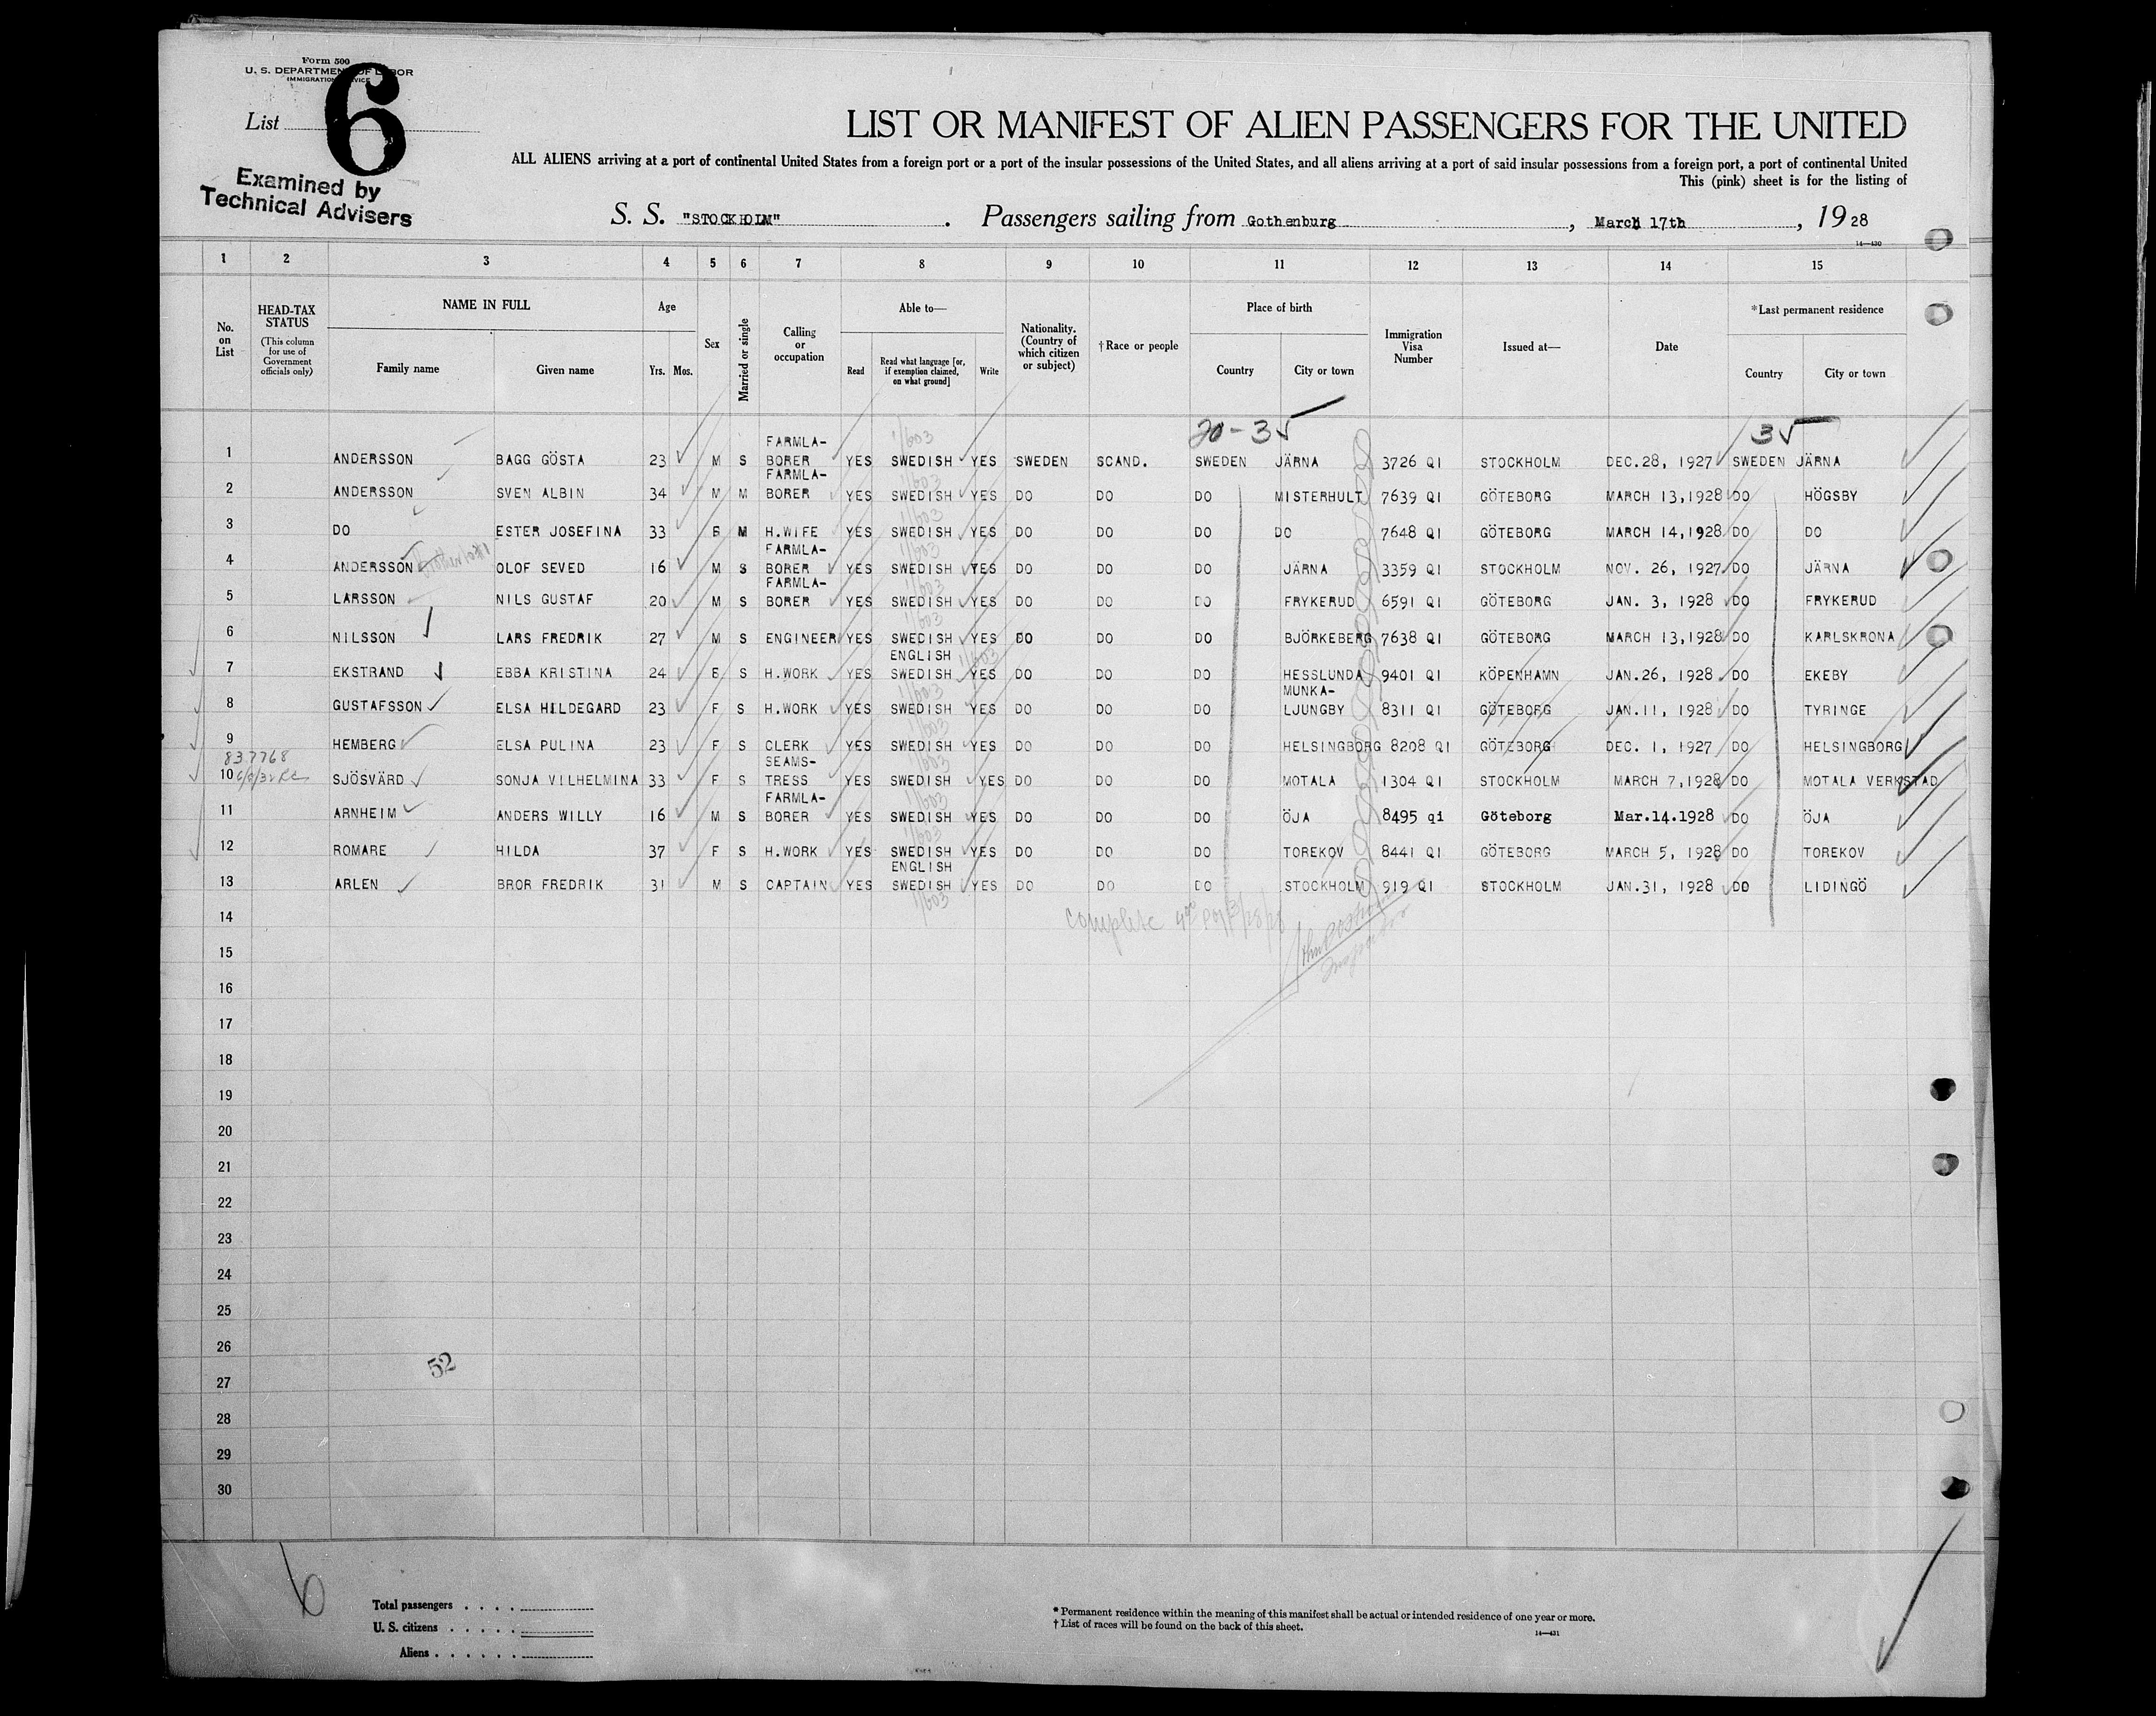 Form 500
U. S. DEPARTMENT OF LABOR
IMMIGRATION SERVICE
List 6
Examined by
Technical Advisers
LIST OR MANIFEST OF ALIEN PASSENGERS FOR THE UNITED
ALL ALIENS arriving at a port of continental United States from a foreign port or a port of the insular possessions of the United States, and all aliens arriving at a port of said insular possessions from a foreign port, a port of continental United
This (pink) sheet is for the listing of
S. S. "STOCKHOLM" . Passengers sailing from Gothenburg , March 17th , 1928
14—430
1 2 3 4 5 6 7 8 9 10 11 12 13 14 15
No. on List
HEAD-TAX STATUS (This column for use of Government officials only)
NAME IN FULL
Family name Given name
Age
Yrs. Mos.
Sex
Married or single
Calling or occupation
Able to—
Read Read what language [or, if exemption claimed, on what ground] Write
Nationality. (Country of which citizen or subject)
†Race or people
Place of birth
Country City or town
Immigration Visa Number
Issued at—
Date
*Last permanent residence
Country City or town
20-35 35
1 ANDERSSON BAGG GÖSTA 23 M S FARMLA-BORER YES SWEDISH YES SWEDEN SCAND. SWEDEN JÄRNA 3726 QI STOCKHOLM DEC.28, 1927 SWEDEN JÄRNA
2 ANDERSSON SVEN ALBIN 34 M M FARMLA-BORER YES SWEDISH YES DO DO DO MISTERHULT 7639 QI GÖTEBORG MARCH 13,1928 DO HÖGSBY
3 DO ESTER JOSEFINA 33 F M H.WIFE YES SWEDISH YES DO DO DO DO 7648 QI GÖTEBORG MARCH 14,1928 DO DO
4 ANDERSSON OLOF SEVED 16 M S FARMLA-BORER YES SWEDISH YES DO DO DO JÄRNA 3359 QI STOCKHOLM NOV. 26, 1927 DO JÄRNA
5 LARSSON NILS GUSTAF 20 M S FARMLA-BORER YES SWEDISH YES DO DO DO FRYKERUD 6591 QI GÖTEBORG JAN. 3, 1928 DO FRYKERUD
6 NILSSON LARS FREDRIK 27 M S ENGINEER YES SWEDISH YES DO DO DO BJÖRKEBERG 7638 QI GÖTEBORG MARCH 13,1928 DO KARLSKRONA
7 EKSTRAND EBBA KRISTINA 24 F S H.WORK YES ENGLISH SWEDISH YES DO DO DO HESSLUNDA 9401 QI KÖPENHAMN JAN.26, 1928 DO EKEBY
8 GUSTAFSSON ELSA HILDEGARD 23 F S H.WORK YES SWEDISH YES DO DO DO MUNKA-LJUNGBY 8311 QI GÖTEBORG JAN.11, 1928 DO TYRINGE
9 HEMBERG ELSA PULINA 23 F S CLERK YES SWEDISH YES DO DO DO HELSINGBORG 8208 QI GÖTEBORG DEC. 1, 1927 DO HELSINGBORG
837768
10 SJÖSVÄRD SONJA VILHELMINA 33 F S SEAMS-TRESS YES SWEDISH YES DO DO DO MOTALA 1304 QI STOCKHOLM MARCH 7,1928 DO MOTALA VERKSTAD
11 ARNHEIM ANDERS WILLY 16 M S FARMLA-BORER YES SWEDISH YES DO DO DO ÖJA 8495 qi Göteborg Mar.14.1928 DO ÖJA
12 ROMARE HILDA 37 F S H.WORK YES SWEDISH YES DO DO DO TOREKOV 8441 QI GÖTEBORG MARCH 5, 1928 DO TOREKOV
13 ARLEN BROR FREDRIK 31 M S CAPTAIN YES ENGLISH SWEDISH YES DO DO DO STOCKHOLM 919 QI STOCKHOLM JAN.31, 1928 DO LIDINGÖ
14
complete
Inspector
15
16
17
18
19
20
21
22
23
24
25
26
52
27
28
29
30
6
Total passengers
U. S. citizens
Aliens
* Permanent residence within the meaning of this manifest shall be actual or intended residence of one year or more.
† List of races will be found on the back of this sheet.
14—431